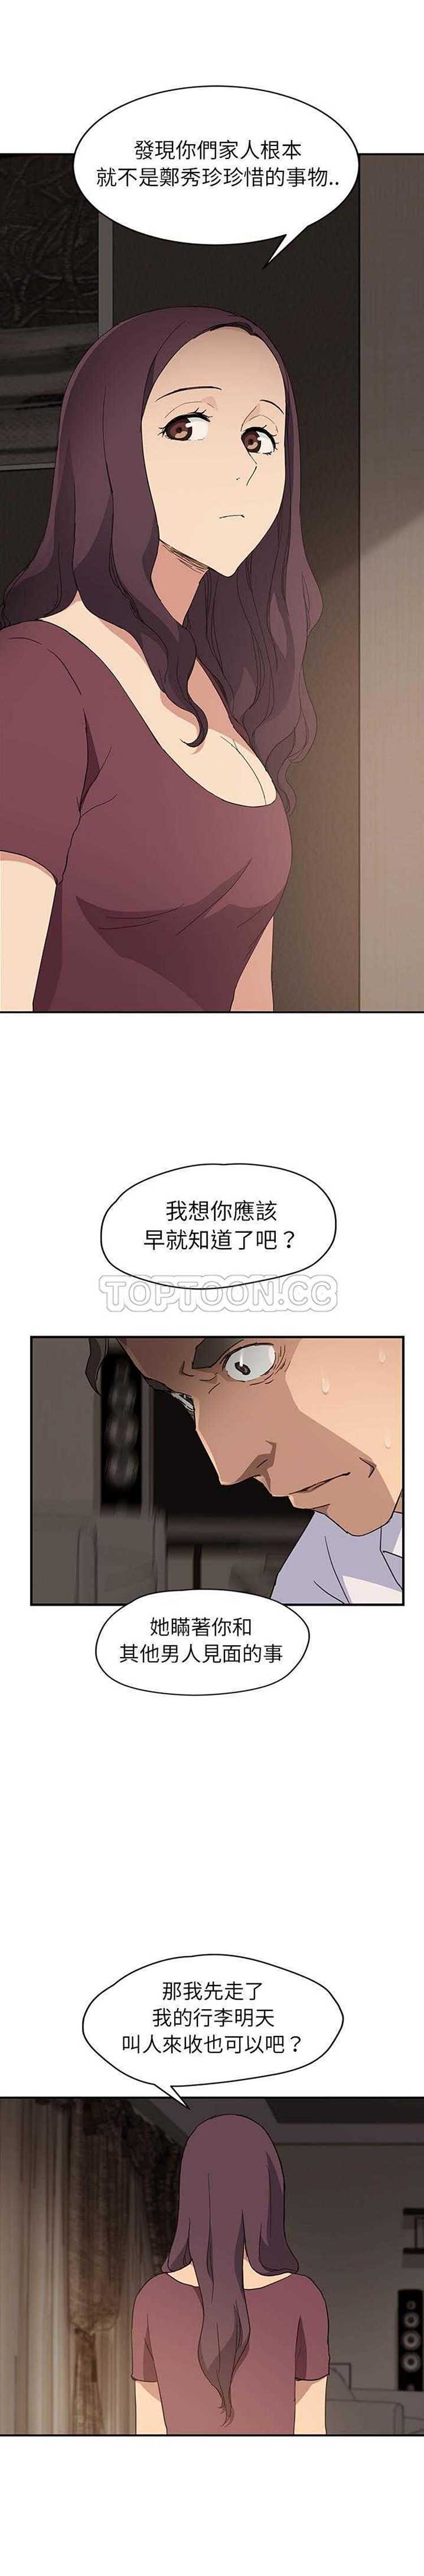 發現你們家人根本
就不是鄭秀珍珍惜的事物..
我想你應該
早就知道了吧？
TOPTOON.CC
她瞞著你和
其他男人見面的事
那我先走了
我的行李明天
叫人來收也可以吧？